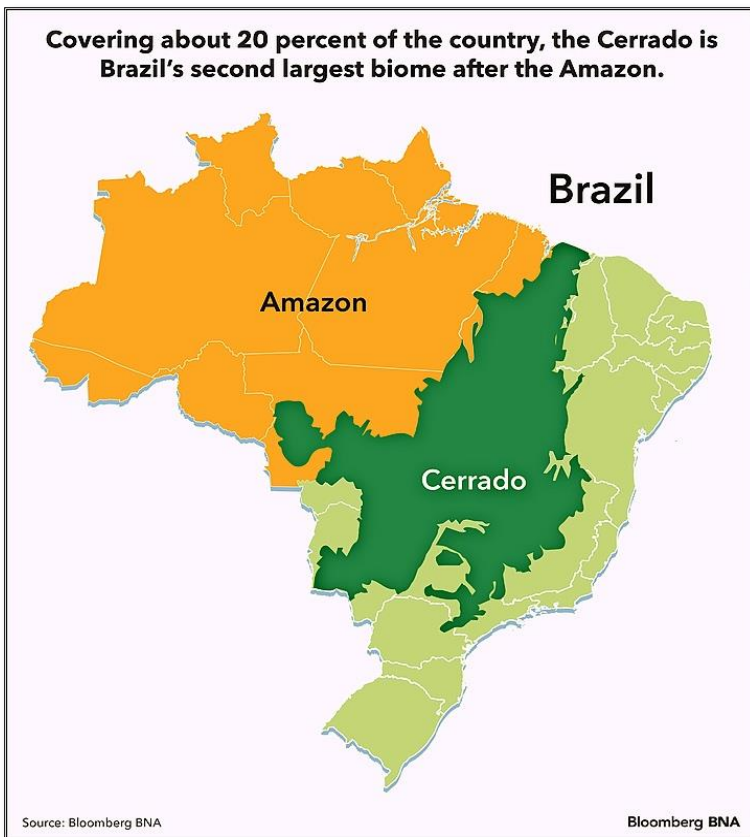 Covering about 20 percent of the country, the Cerrado is
Brazil’s second largest biome after the Amazon.
Brazil
Amazon
Cerrado
Source: Bloomberg BNA
Bloomberg BNA